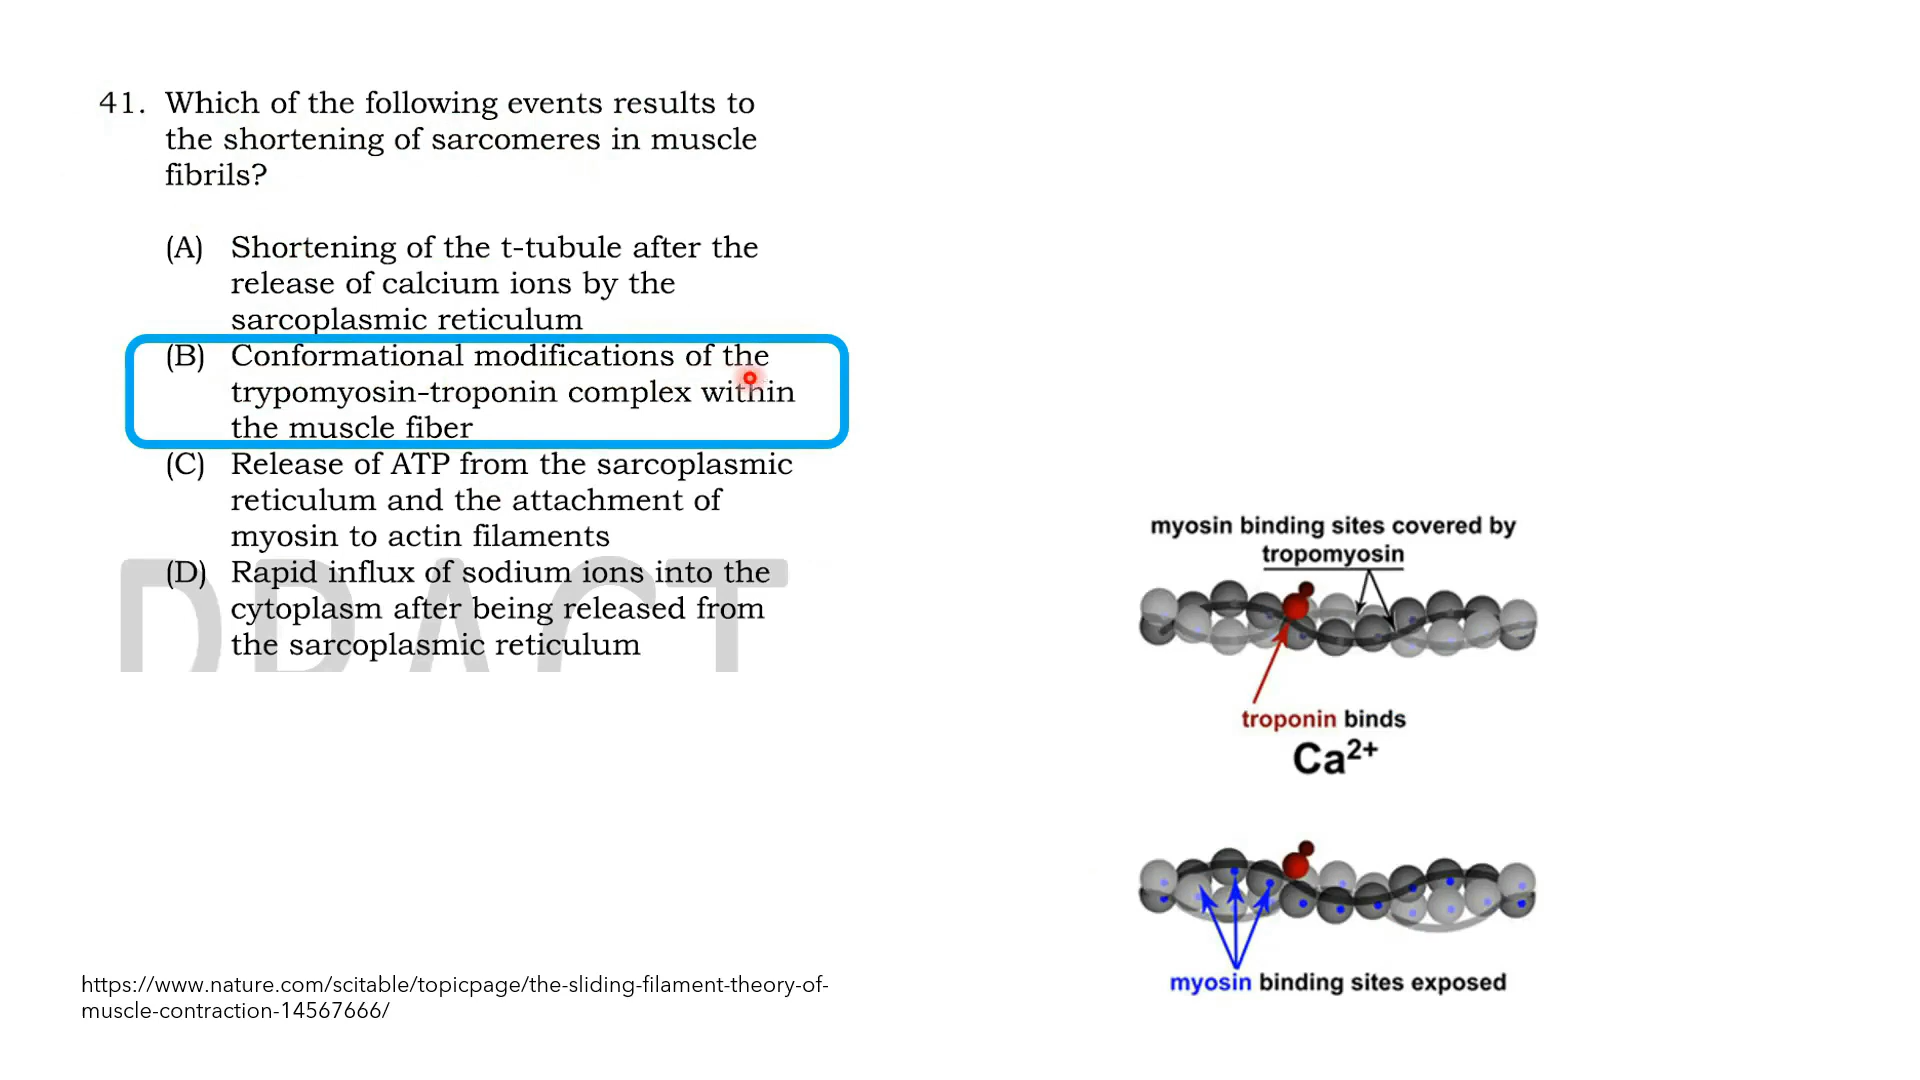 41. Which of the following events results to
the shortening of sarcomeres in muscle
fibrils?
(A) Shortening of the t-tubule after the
release of calcium ions by the
sarcoplasmic reticulum
(B) Conformational modifications of the
trypomyosin-troponin complex within
the muscle fiber
(C) Release of ATP from the sarcoplasmic
reticulum and the attachment of
myosin to actin filaments
(D) Rapid influx of sodium ions into the
cytoplasm after being released from
the sarcoplasmic reticulum
myosin binding sites covered by
tropomyosin
troponin binds
Ca2+
myosin binding sites exposed
https://www.nature.com/scitable/topicpage/the-sliding-filament-theory-of-
muscle-contraction-14567666/